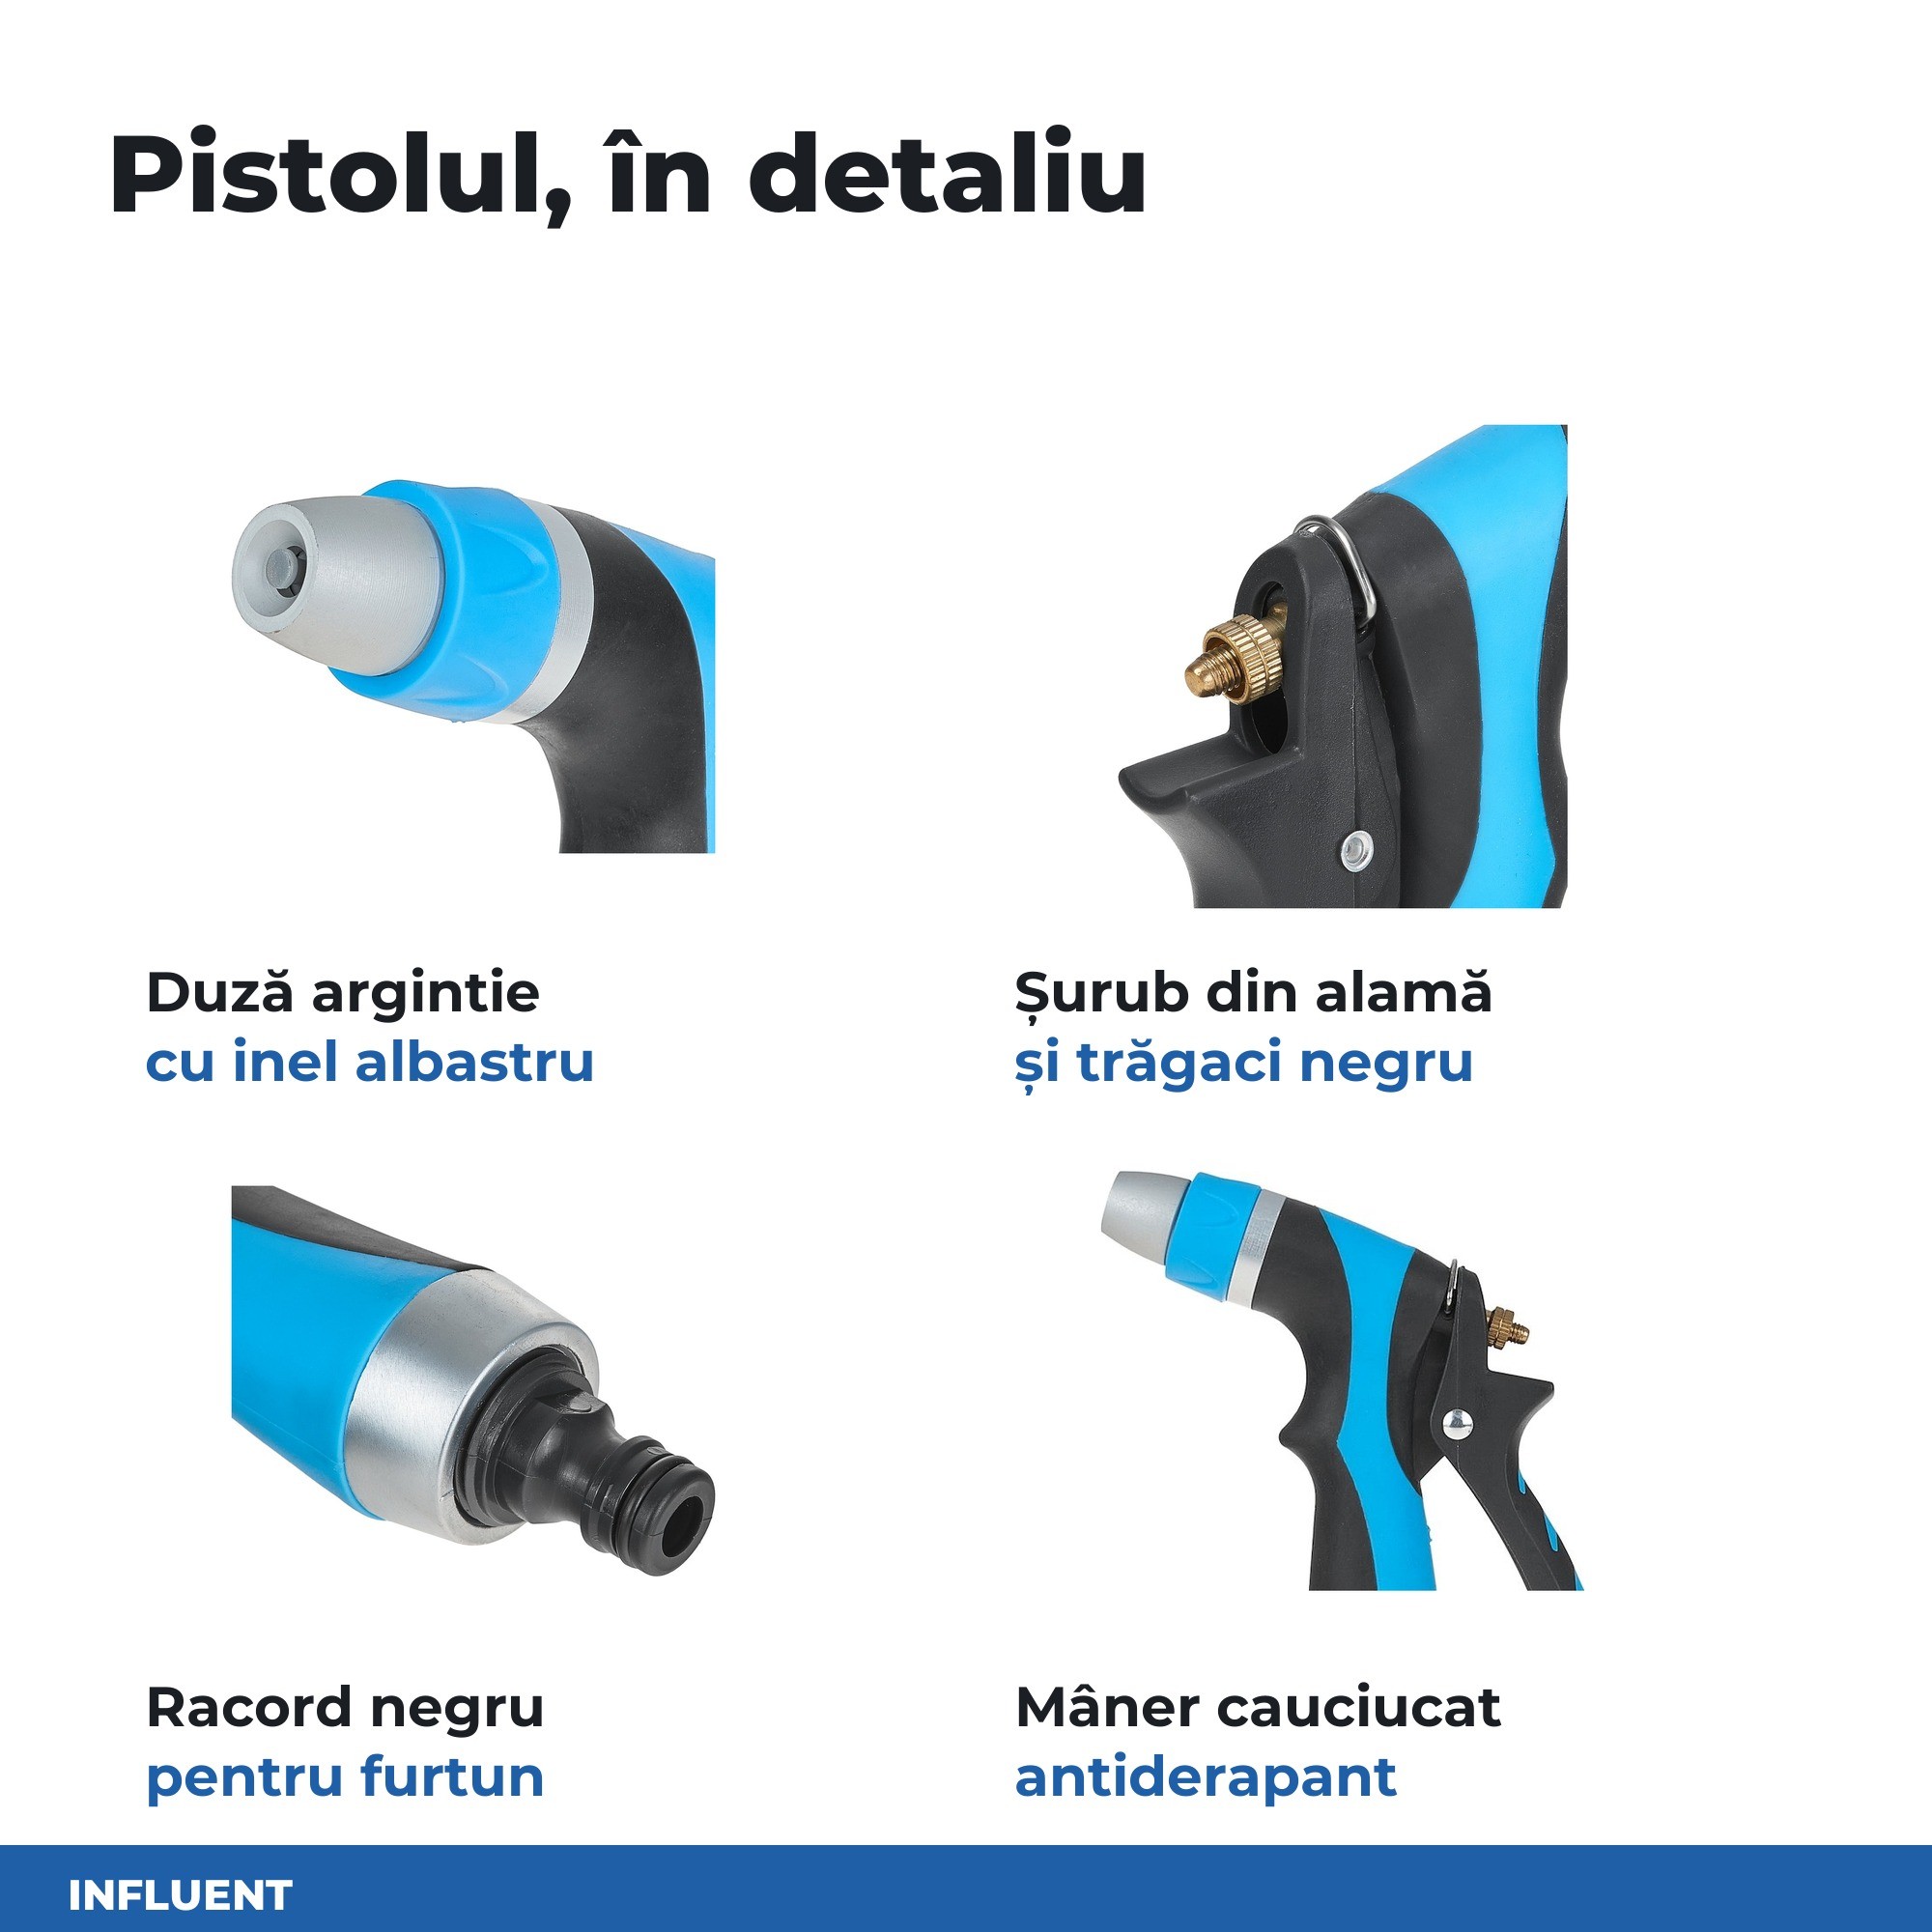 Pistolul, în detaliu
Duză argintie
cu inel albastru
Șurub din alamă
și trăgaci negru
Racord negru
pentru furtun
Mâner cauciucat
antiderapant
INFLUENT